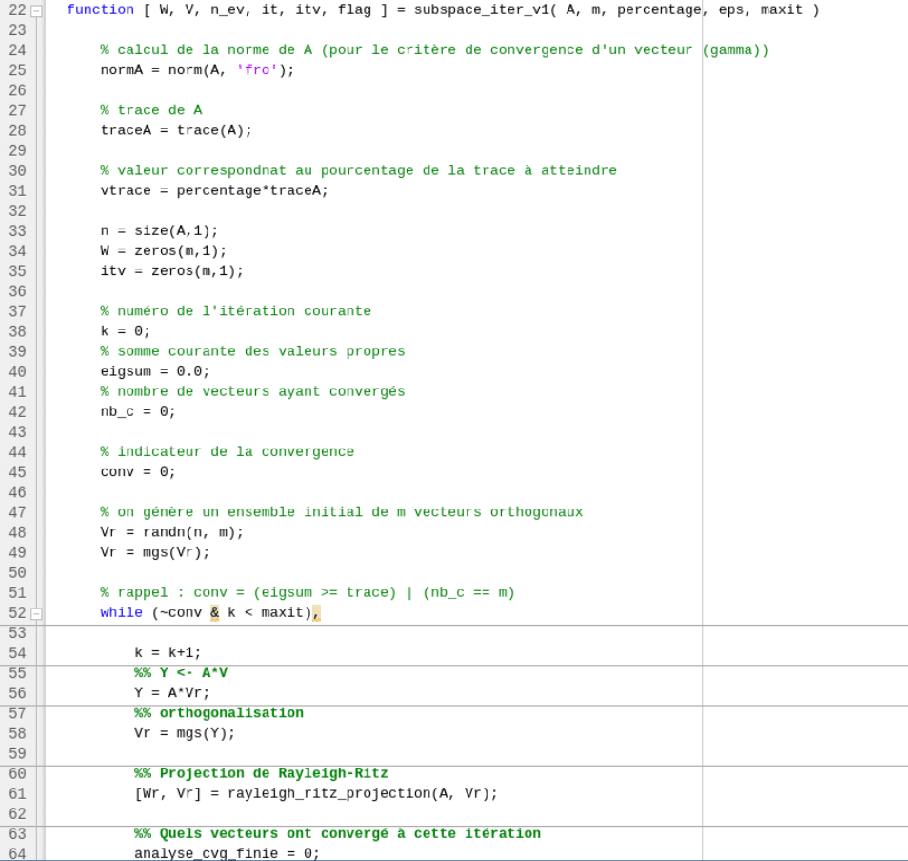 22 function [ W, V, n_ev, it, itv, flag ] = subspace_iter_v1( A, m, percentage, eps, maxit )
23
24 % calcul de la norme de A (pour le critère de convergence d'un vecteur (gamma))
25 normA = norm(A, 'fro');
26
27 % trace de A
28 traceA = trace(A);
29
30 % valeur correspondnat au pourcentage de la trace à atteindre
31 vtrace = percentage*traceA;
32
33 n = size(A,1);
34 W = zeros(m,1);
35 itv = zeros(m,1);
36
37 % numéro de l'itération courante
38 k = 0;
39 % somme courante des valeurs propres
40 eigsum = 0.0;
41 % nombre de vecteurs ayant convergés
42 nb_c = 0;
43
44 % indicateur de la convergence
45 conv = 0;
46
47 % on génère un ensemble initial de m vecteurs orthogonaux
48 Vr = randn(n, m);
49 Vr = mgs(Vr);
50
51 % rappel : conv = (eigsum >= trace) | (nb_c == m)
52 while (~conv & k < maxit),
53
54 k = k+1;
55 %% Y <- A*V
56 Y = A*Vr;
57 %% orthogonalisation
58 Vr = mgs(Y);
59
60 %% Projection de Rayleigh-Ritz
61 [Wr, Vr] = rayleigh_ritz_projection(A, Vr);
62
63 %% Quels vecteurs ont convergé à cette itération
64 analyse_cvg_finie = 0;